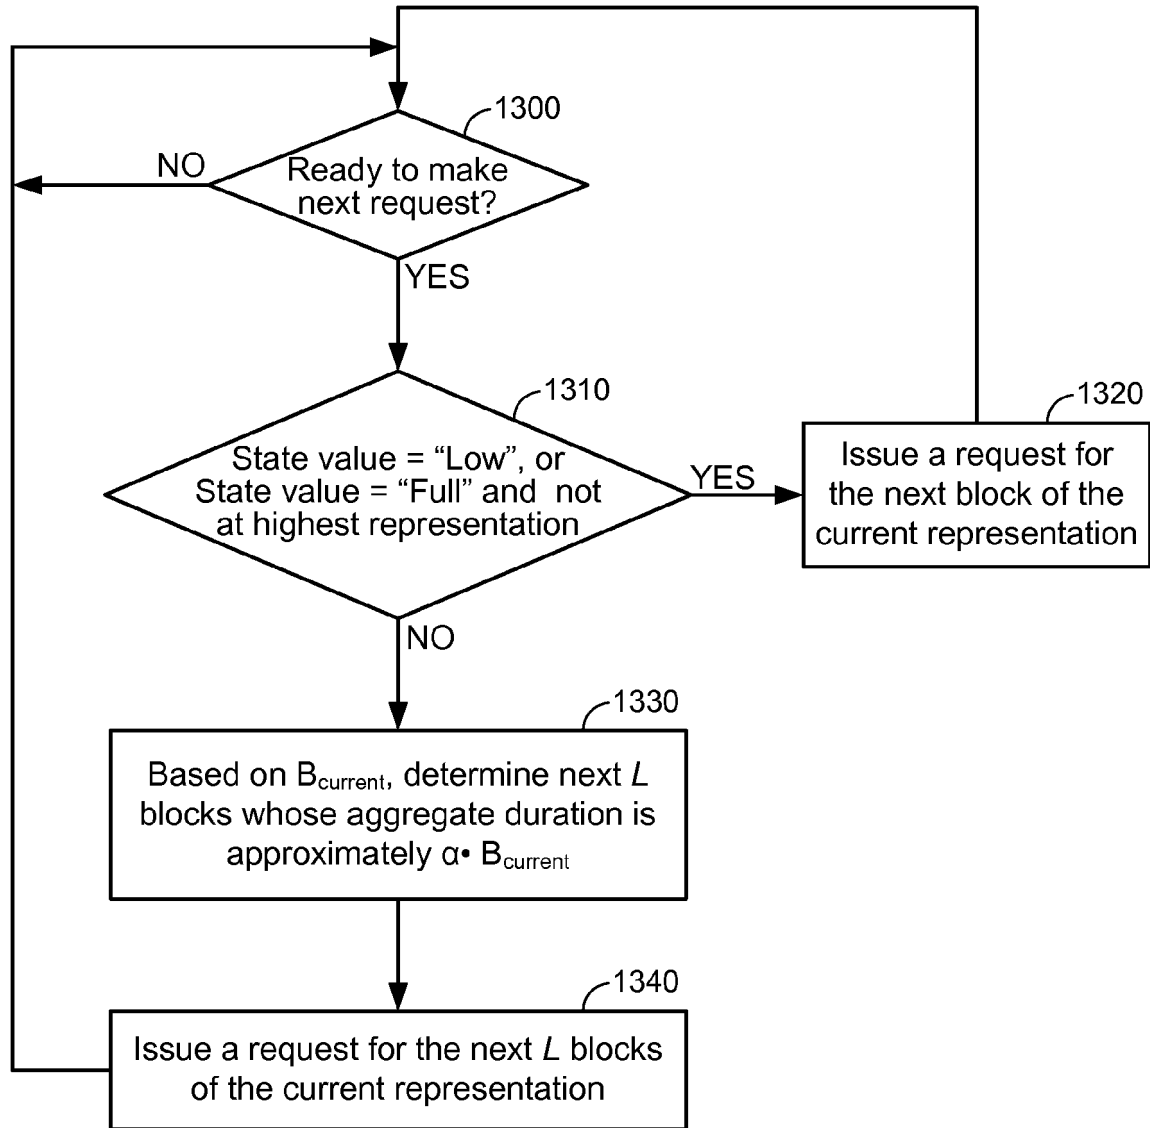 1300
NO
Ready to make
next request?
YES
1310
1320
State value = “Low”, or
State value = “Full” and not
at highest representation
YES
Issue a request for
the next block of the
current representation
NO
1330
Based on Bcurrent, determine next L
blocks whose aggregate duration is
approximately α• Bcurrent
1340
Issue a request for the next L blocks
of the current representation